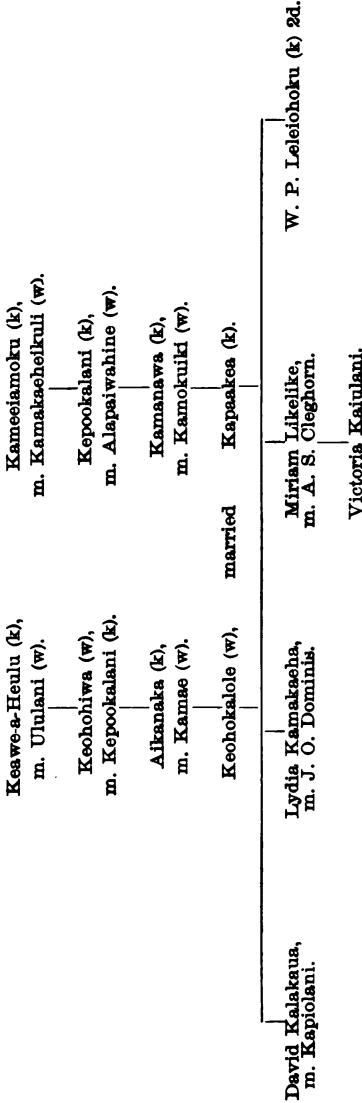 Keawe-a-Heulu (k),
m. Ululani (w).
Keohohiwa (w),
m. Kepookalani (k).
Aikanaka (k),
m. Kamae (w).
Keohokalole (w),
married
Kameeiamoku (k),
m. Kamakaeheikuli (w).
Kepookalani (k),
m. Alapaiwahine (w).
Kamanawa (k),
m. Kamokuiki (w).
Kapaakea (k).
David Kalakaua,
m. Kapiolani.
Lydia Kamakaeha,
m. J. O. Dominis.
Miriam Likelike,
m. A. S. Cleghorn.
Victoria Kaiulani.
W. P. Leleiohoku (k) 2d.